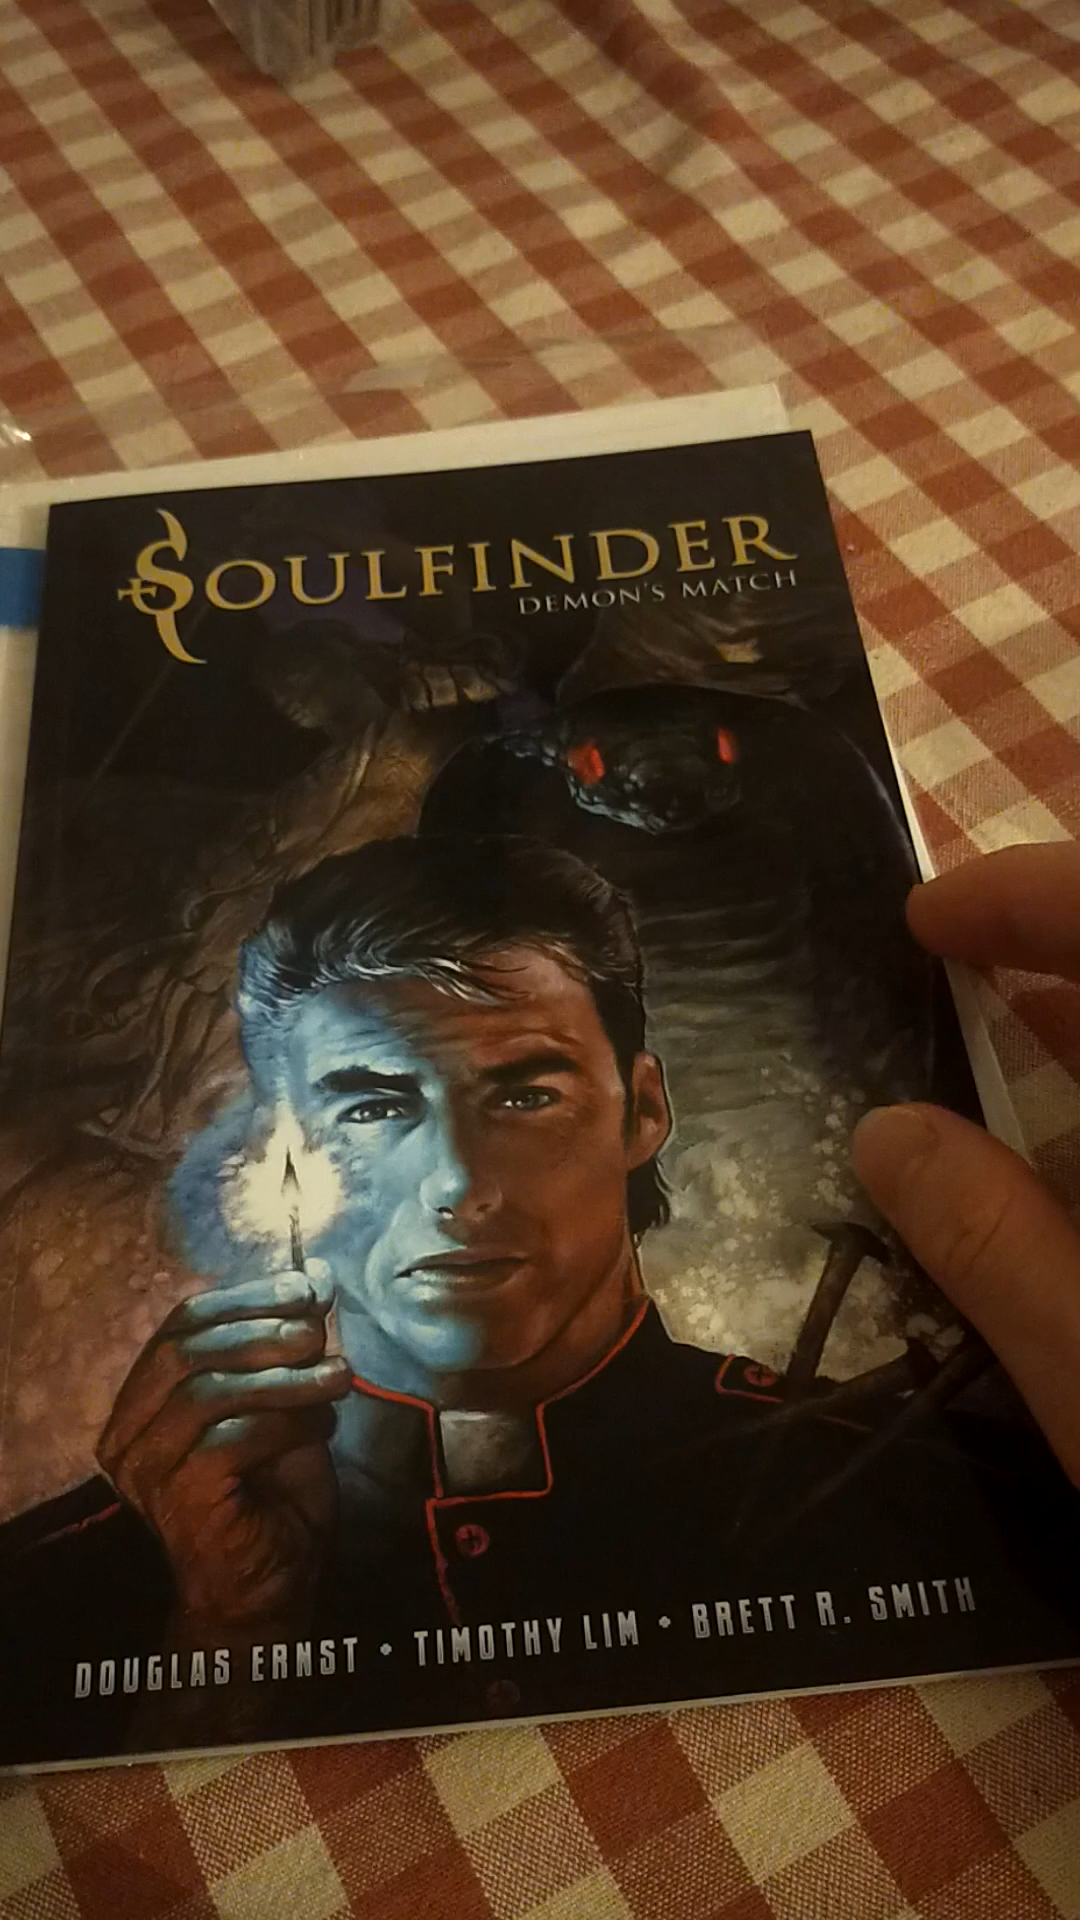 SOULFINDER
DEMON'S MATCH
DOUGLAS ERNST • TIMOTHY LIM • BRETT R. SMITH